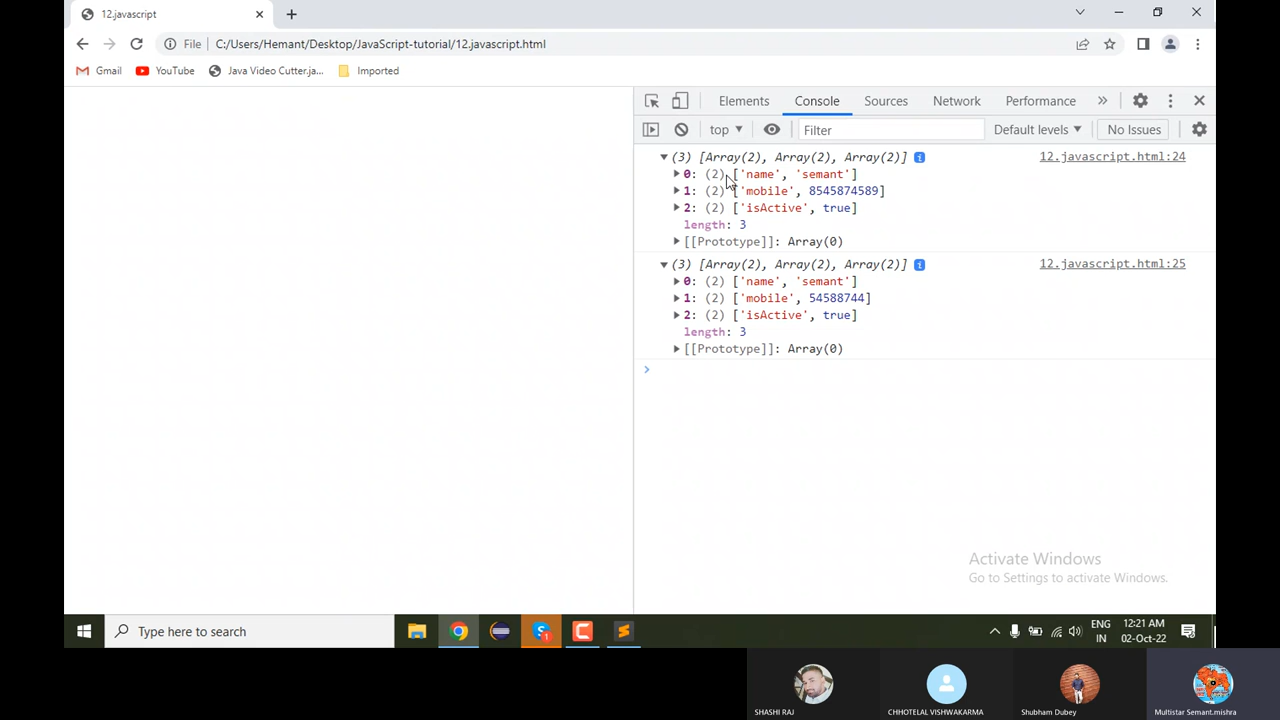 12.javascript
File
C:/Users/Hemant/Desktop/JavaScript-tutorial/12.javascript.html
Gmail
YouTube
Java Video Cutter.ja...
Imported
Elements
Console
Sources
Network
Performance
top
Filter
Default levels
No Issues
(3) [Array(2), Array(2), Array(2)] 12.javascript.html:24
0: (2) ['name', 'semant']
1: (2) ['mobile', 8545874589]
2: (2) ['isActive', true]
length: 3
[[Prototype]]: Array(0)
(3) [Array(2), Array(2), Array(2)] 12.javascript.html:25
0: (2) ['name', 'semant']
1: (2) ['mobile', 54588744]
2: (2) ['isActive', true]
length: 3
[[Prototype]]: Array(0)
Activate Windows
Go to Settings to activate Windows.
Type here to search
1
ENG
IN
12:21 AM
02-Oct-22
SHASHI RAJ
CHHOTELAL VISHWAKARMA
Shubham Dubey
Multistar Semant.mishra